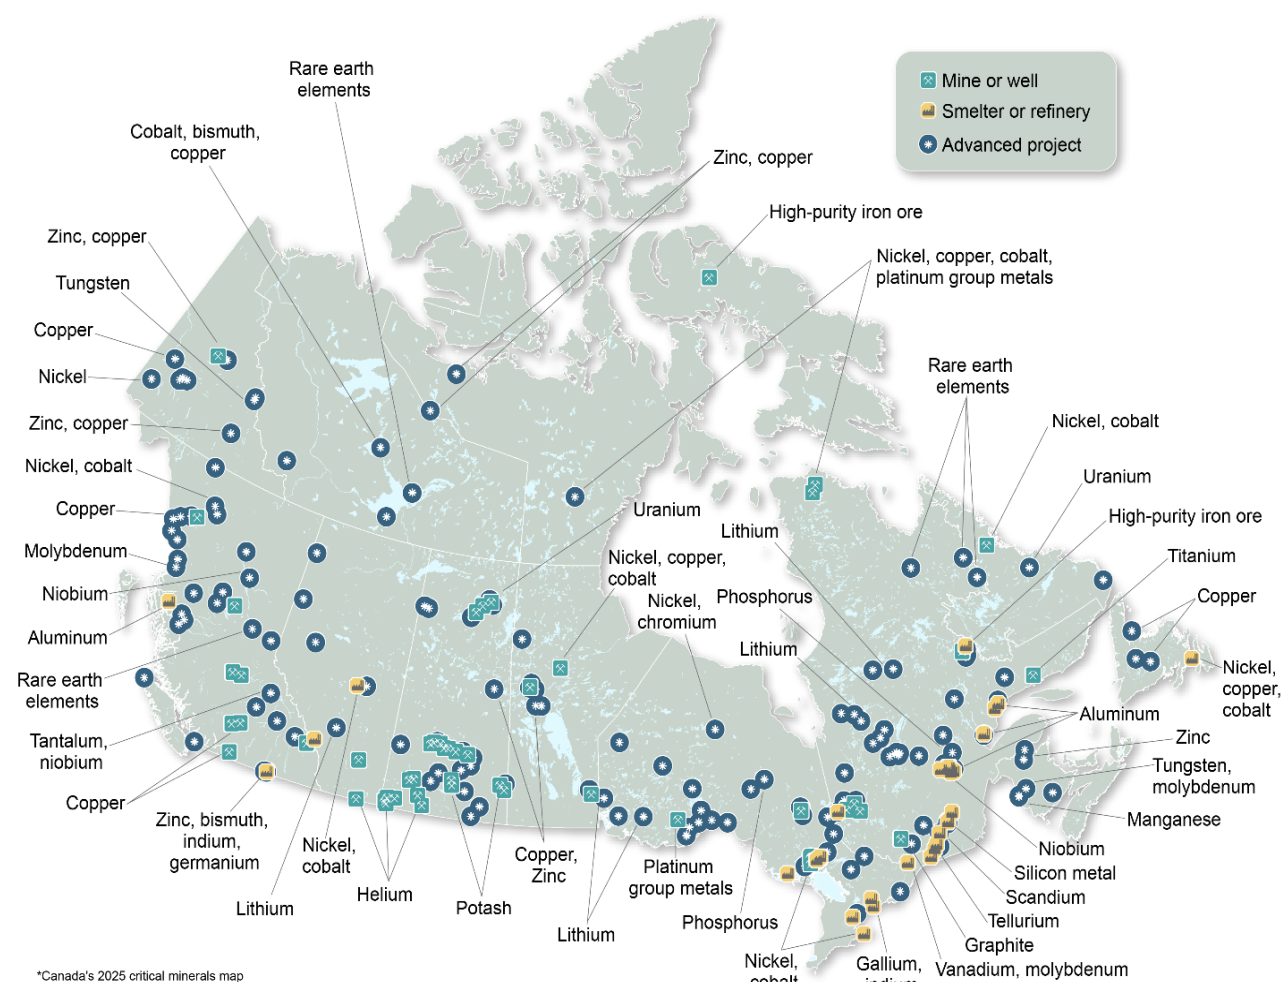 Rare earth
elements
Cobalt, bismuth,
copper
Zinc, copper
High-purity iron ore
Nickel, copper, cobalt,
platinum group metals
Mine or well
Smelter or refinery
Advanced project
Zinc, copper
Tungsten
Copper
Nickel
Zinc, copper
Nickel, cobalt
Copper
Molybdenum
Niobium
Aluminum
Rare earth
elements
Tantalum,
niobium
Copper
Zinc, bismuth,
indium,
germanium
Lithium
Nickel,
cobalt
Helium
Potash
Copper,
Zinc
Lithium
Platinum
group metals
Phosphorus
Nickel,
cobalt
Gallium,
indium
Vanadium, molybdenum
Graphite
Tellurium
Scandium
Silicon metal
Niobium
Manganese
Tungsten,
molybdenum
Zinc
Aluminum
Nickel,
copper,
cobalt
Copper
Titanium
High-purity iron ore
Uranium
Nickel, cobalt
Rare earth
elements
Uranium
Lithium
Nickel, copper,
cobalt
Phosphorus
Nickel,
chromium
Lithium
*Canada's 2025 critical minerals map